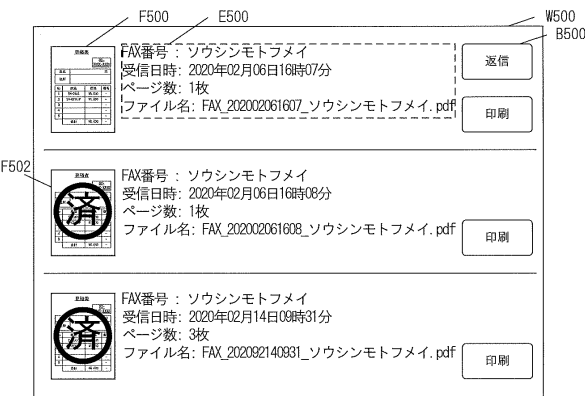 F500
E500
W500
B500
FAX番号 : ソウシンモトフメイ
受信日時: 2020年02月06日16時07分
ページ数: 1枚
ファイル名: FAX_202002061607_ソウシンモトフメイ.pdf
返信
印刷
F502
済
FAX番号 : ソウシンモトフメイ
受信日時: 2020年02月06日16時08分
ページ数: 1枚
ファイル名: FAX_202002061608_ソウシンモトフメイ.pdf
印刷
済
FAX番号 : ソウシンモトフメイ
受信日時: 2020年02月14日09時31分
ページ数: 3枚
ファイル名: FAX_202092140931_ソウシンモトフメイ.pdf
印刷